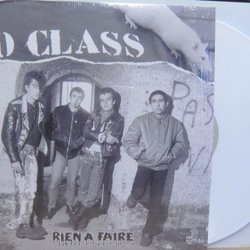 D CLASS
PAS
RIEN A FAIRE